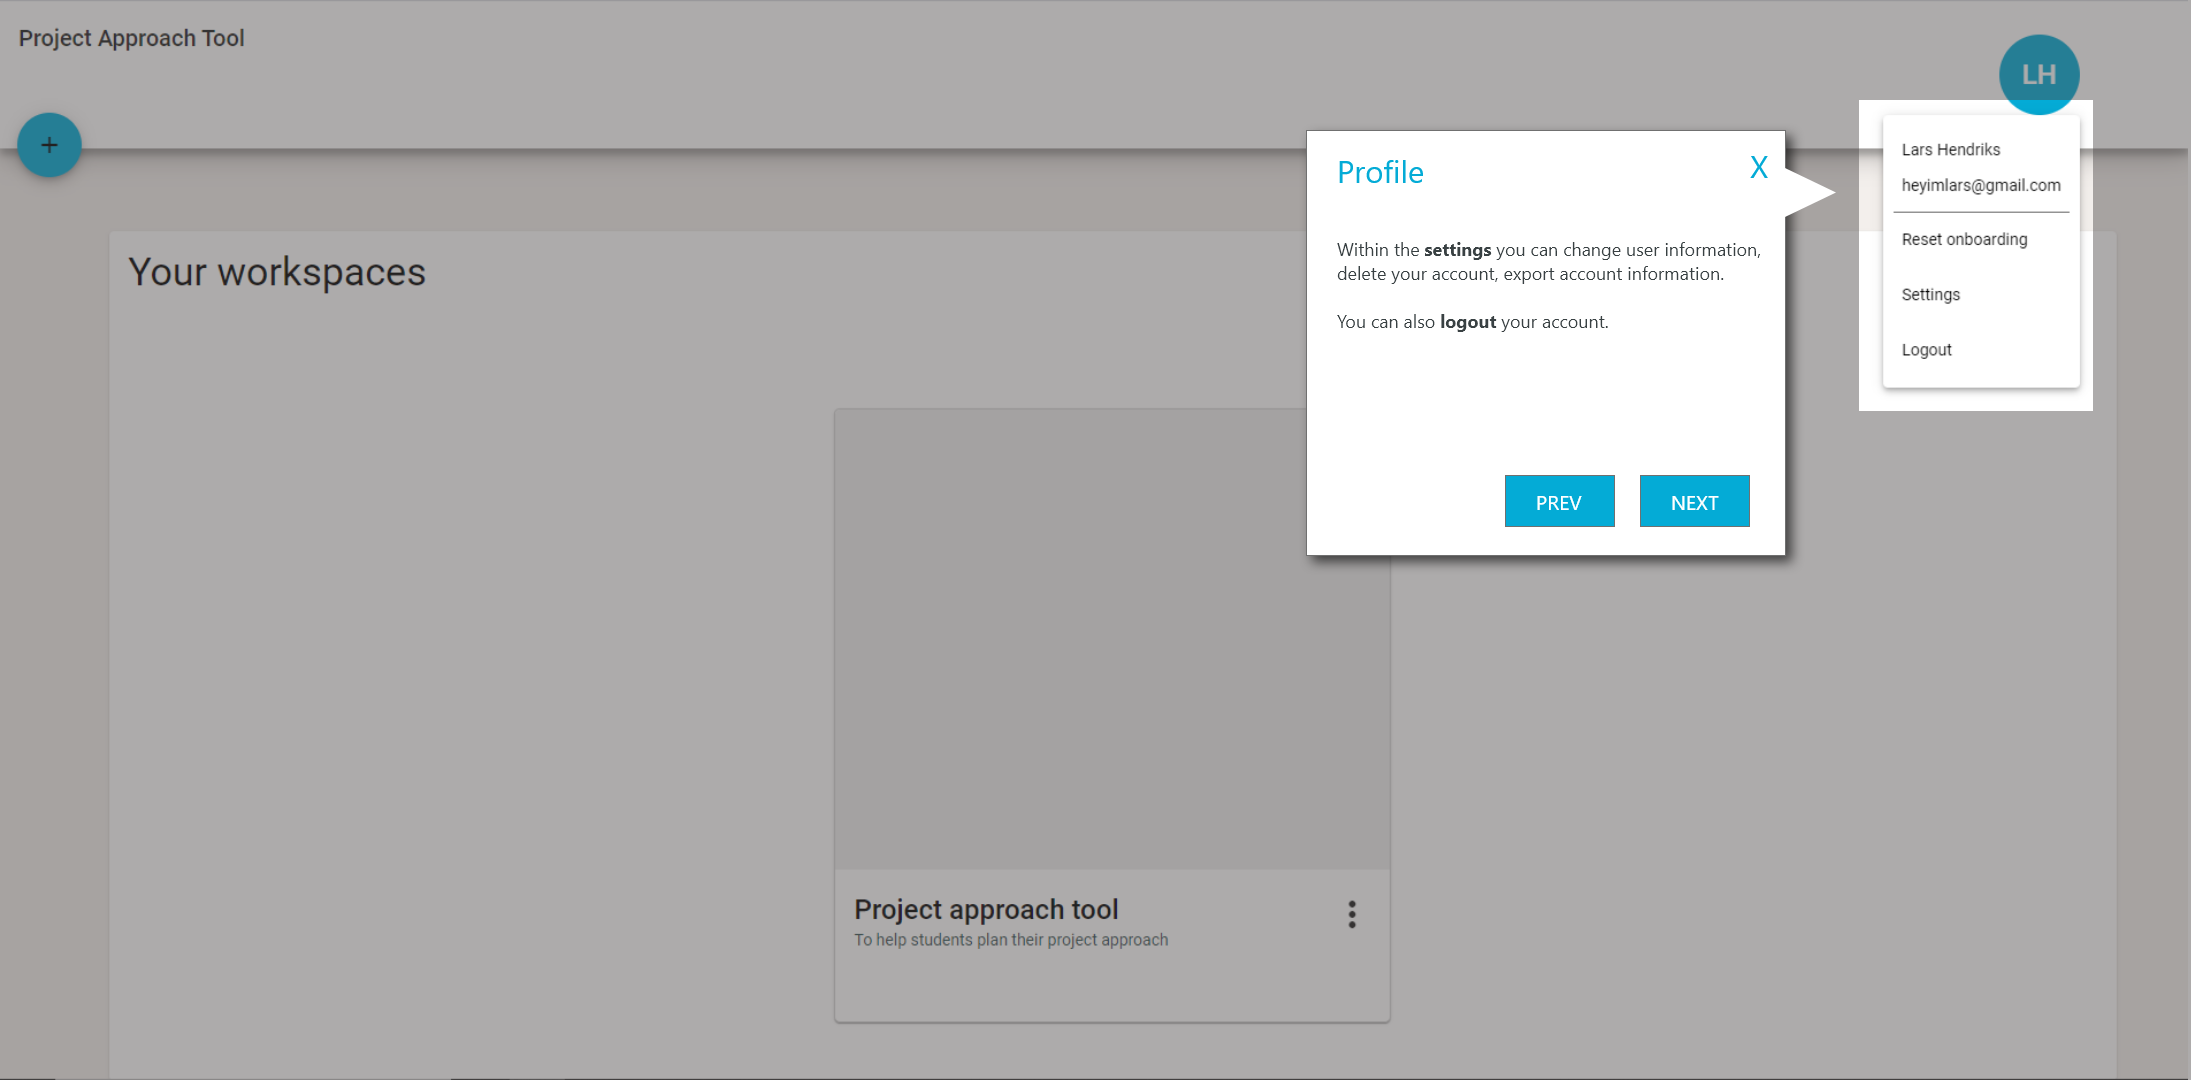 Project Approach Tool
LH
+
Lars Hendriks
heyimlars@gmail.com
Reset onboarding
Settings
Logout
Profile
X
Within the settings you can change user information,
delete your account, export account information.
You can also logout your account.
PREV
NEXT
Your workspaces
Project approach tool
To help students plan their project approach